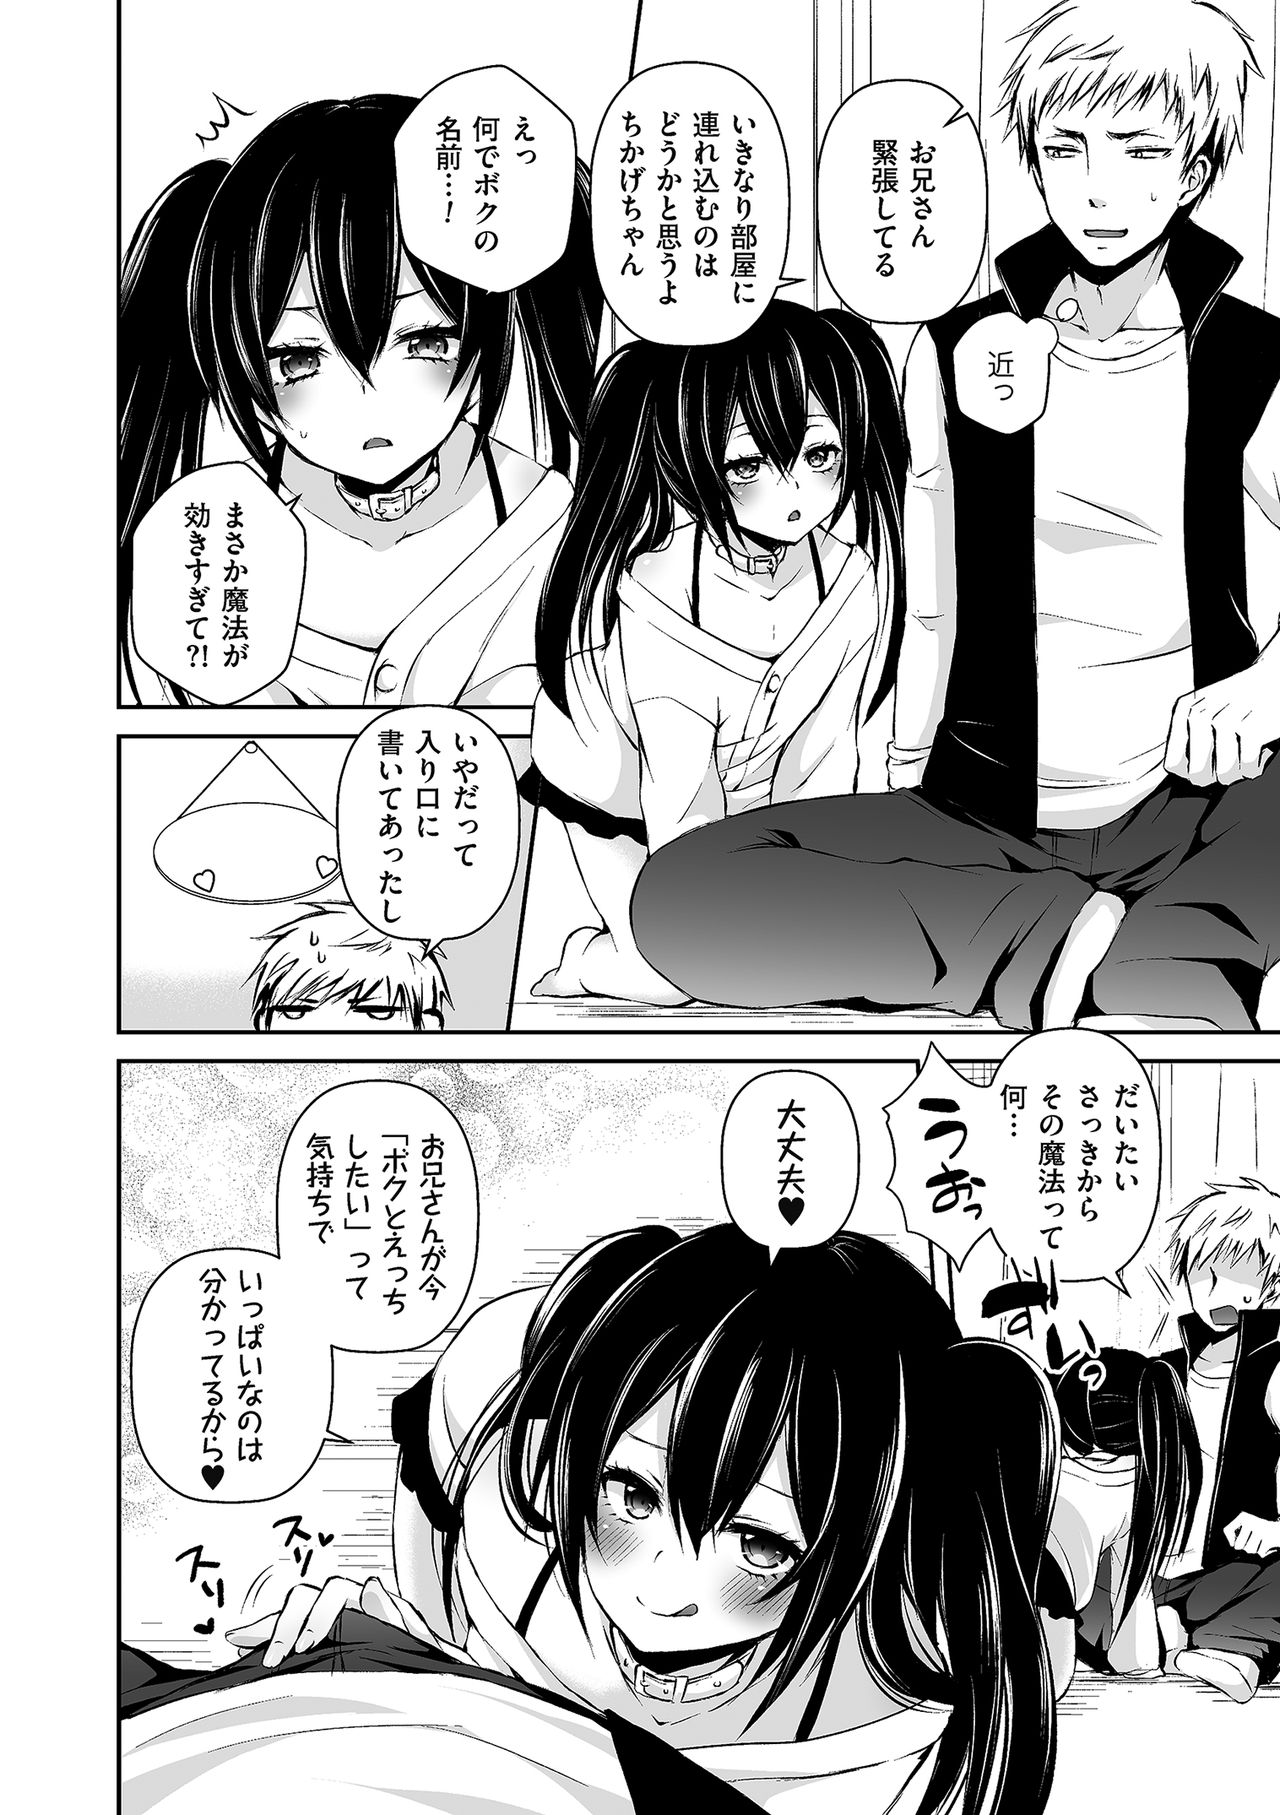 お兄さん
緊張してる
近っ
いきなり部屋に
連れ込むのは
どうかと思うよ
ちかげちゃん
えっ
何でボクの
名前…！
まさか魔法が
効きすぎて?!
いやだって
入り口に
書いてあったし
だいたい
さっきから
その魔法って
何…
うおっ
ずいっ
大丈夫♥
お兄さんが今
「ボクとえっち
したい」って
気持ちで
いっぱいなのは
分かってるから♥
スリ♥
スリ♥